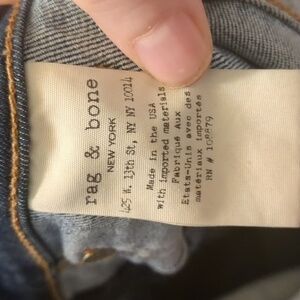 rag & bone
NEW YORK
425 W. 13th St, NY NY 10014
Made in the USA
with imported materials
Fabriqué Aux
Etats-Unis avec des
matériaux importés
RN # 108879